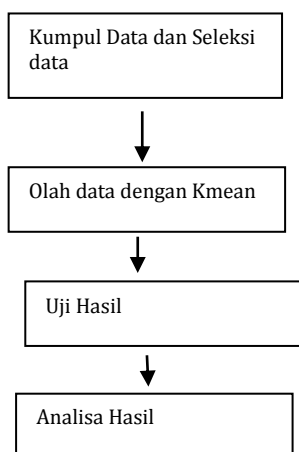 Kumpul Data dan Seleksi
data
Olah data dengan Kmean
Uji Hasil
Analisa Hasil